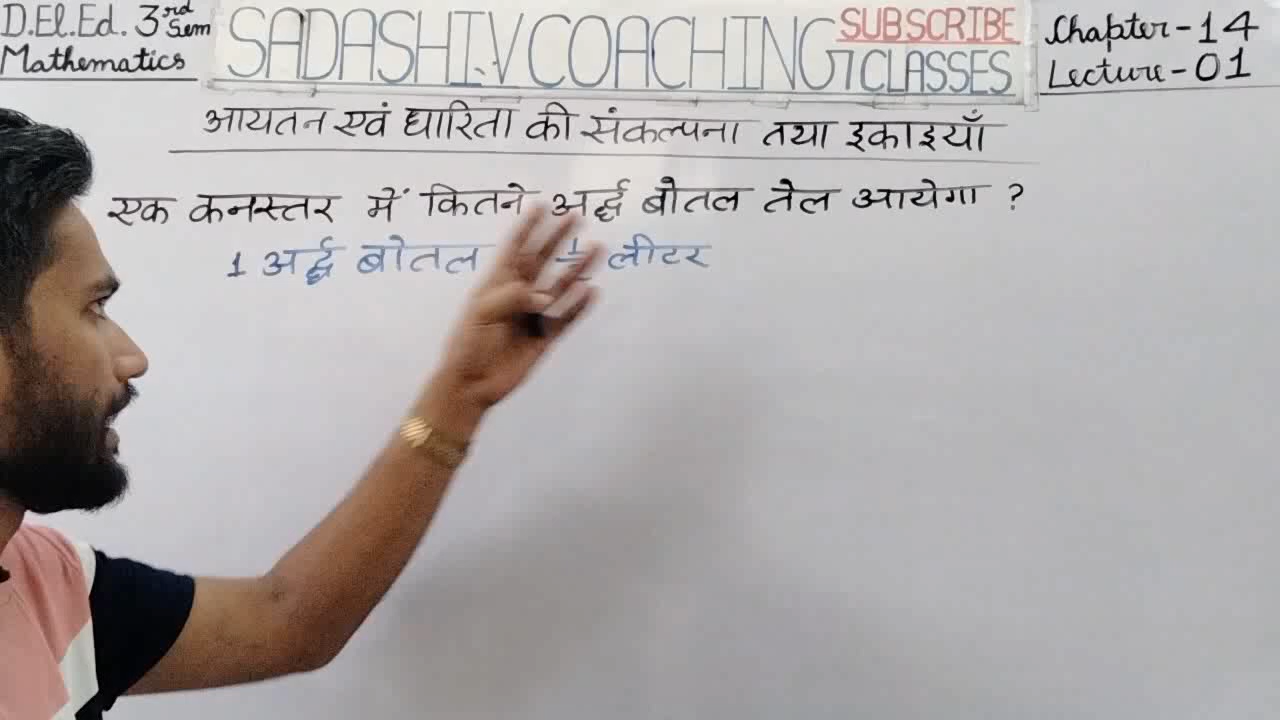 D.El.Ed. 3rd Sem
Mathematics
SADASHIV COACHING CLASSES
SUBSCRIBE
Chapter - 14
Lecture - 01
आयतन एवं धारिता की संकल्पना तथा इकाइयाँ
एक कनस्तर में कितने अर्द्ध बोतल तेल आयेगा ?
1 अर्द्ध बोतल लीटर